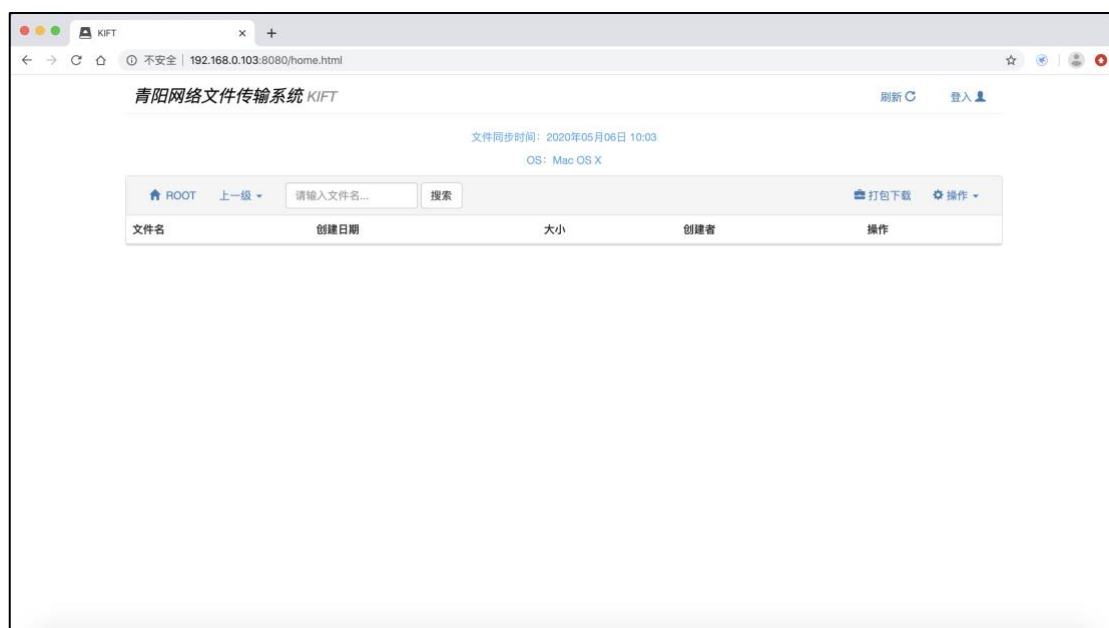 KIFT
不安全 | 192.168.0.103:8080/home.html
青阳网络文件传输系统 KIFT 刷新 登入
文件同步时间：2020年05月06日 10:03
OS：Mac OS X
ROOT 上一级 请输入文件名... 搜索 打包下载 操作
文件名 创建日期 大小 创建者 操作